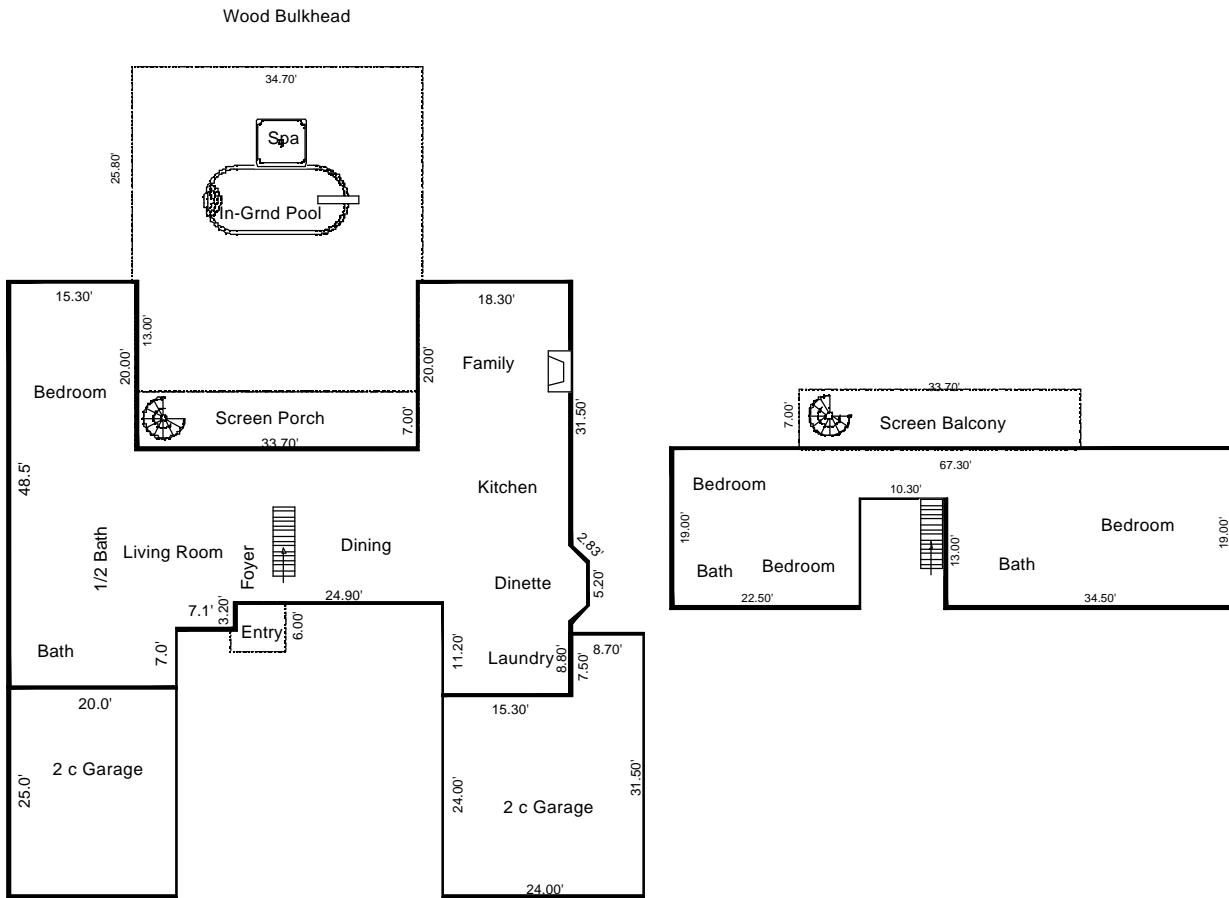 Wood Bulkhead
34.70'
25.80'
Spa
In-Grnd Pool
15.30'
13.00'
20.00'
Bedroom
48.5'
18.30'
Family
20.00'
31.50'
Screen Porch
7.00'
33.70'
Kitchen
1/2 Bath
Living Room
Foyer
Dining
2.83'
5.20'
Dinette
24.90'
7.1'
3.20'
Entry
6.00'
Bath
7.0'
11.20'
Laundry
8.80'
7.50'
8.70'
20.0'
15.30'
2 c Garage
25.0'
24.00'
2 c Garage
31.50'
24.00'
33.70'
7.00'
Screen Balcony
67.30'
Bedroom
10.30'
19.00'
Bedroom
19.00'
13.00'
Bath
Bedroom
Bath
22.50'
34.50'